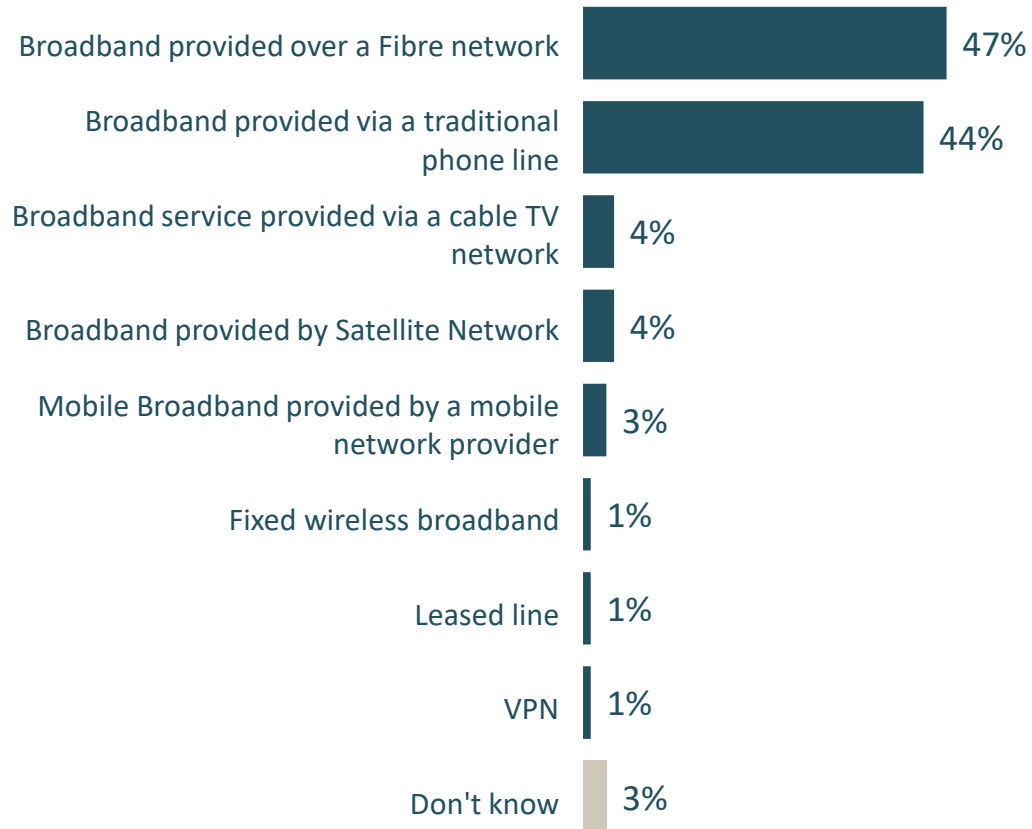 Broadband provided over a Fibre network 47%
Broadband provided via a traditional
phone line 44%
Broadband service provided via a cable TV
network 4%
Broadband provided by Satellite Network 4%
Mobile Broadband provided by a mobile
network provider 3%
Fixed wireless broadband 1%
Leased line 1%
VPN 1%
Don't know 3%